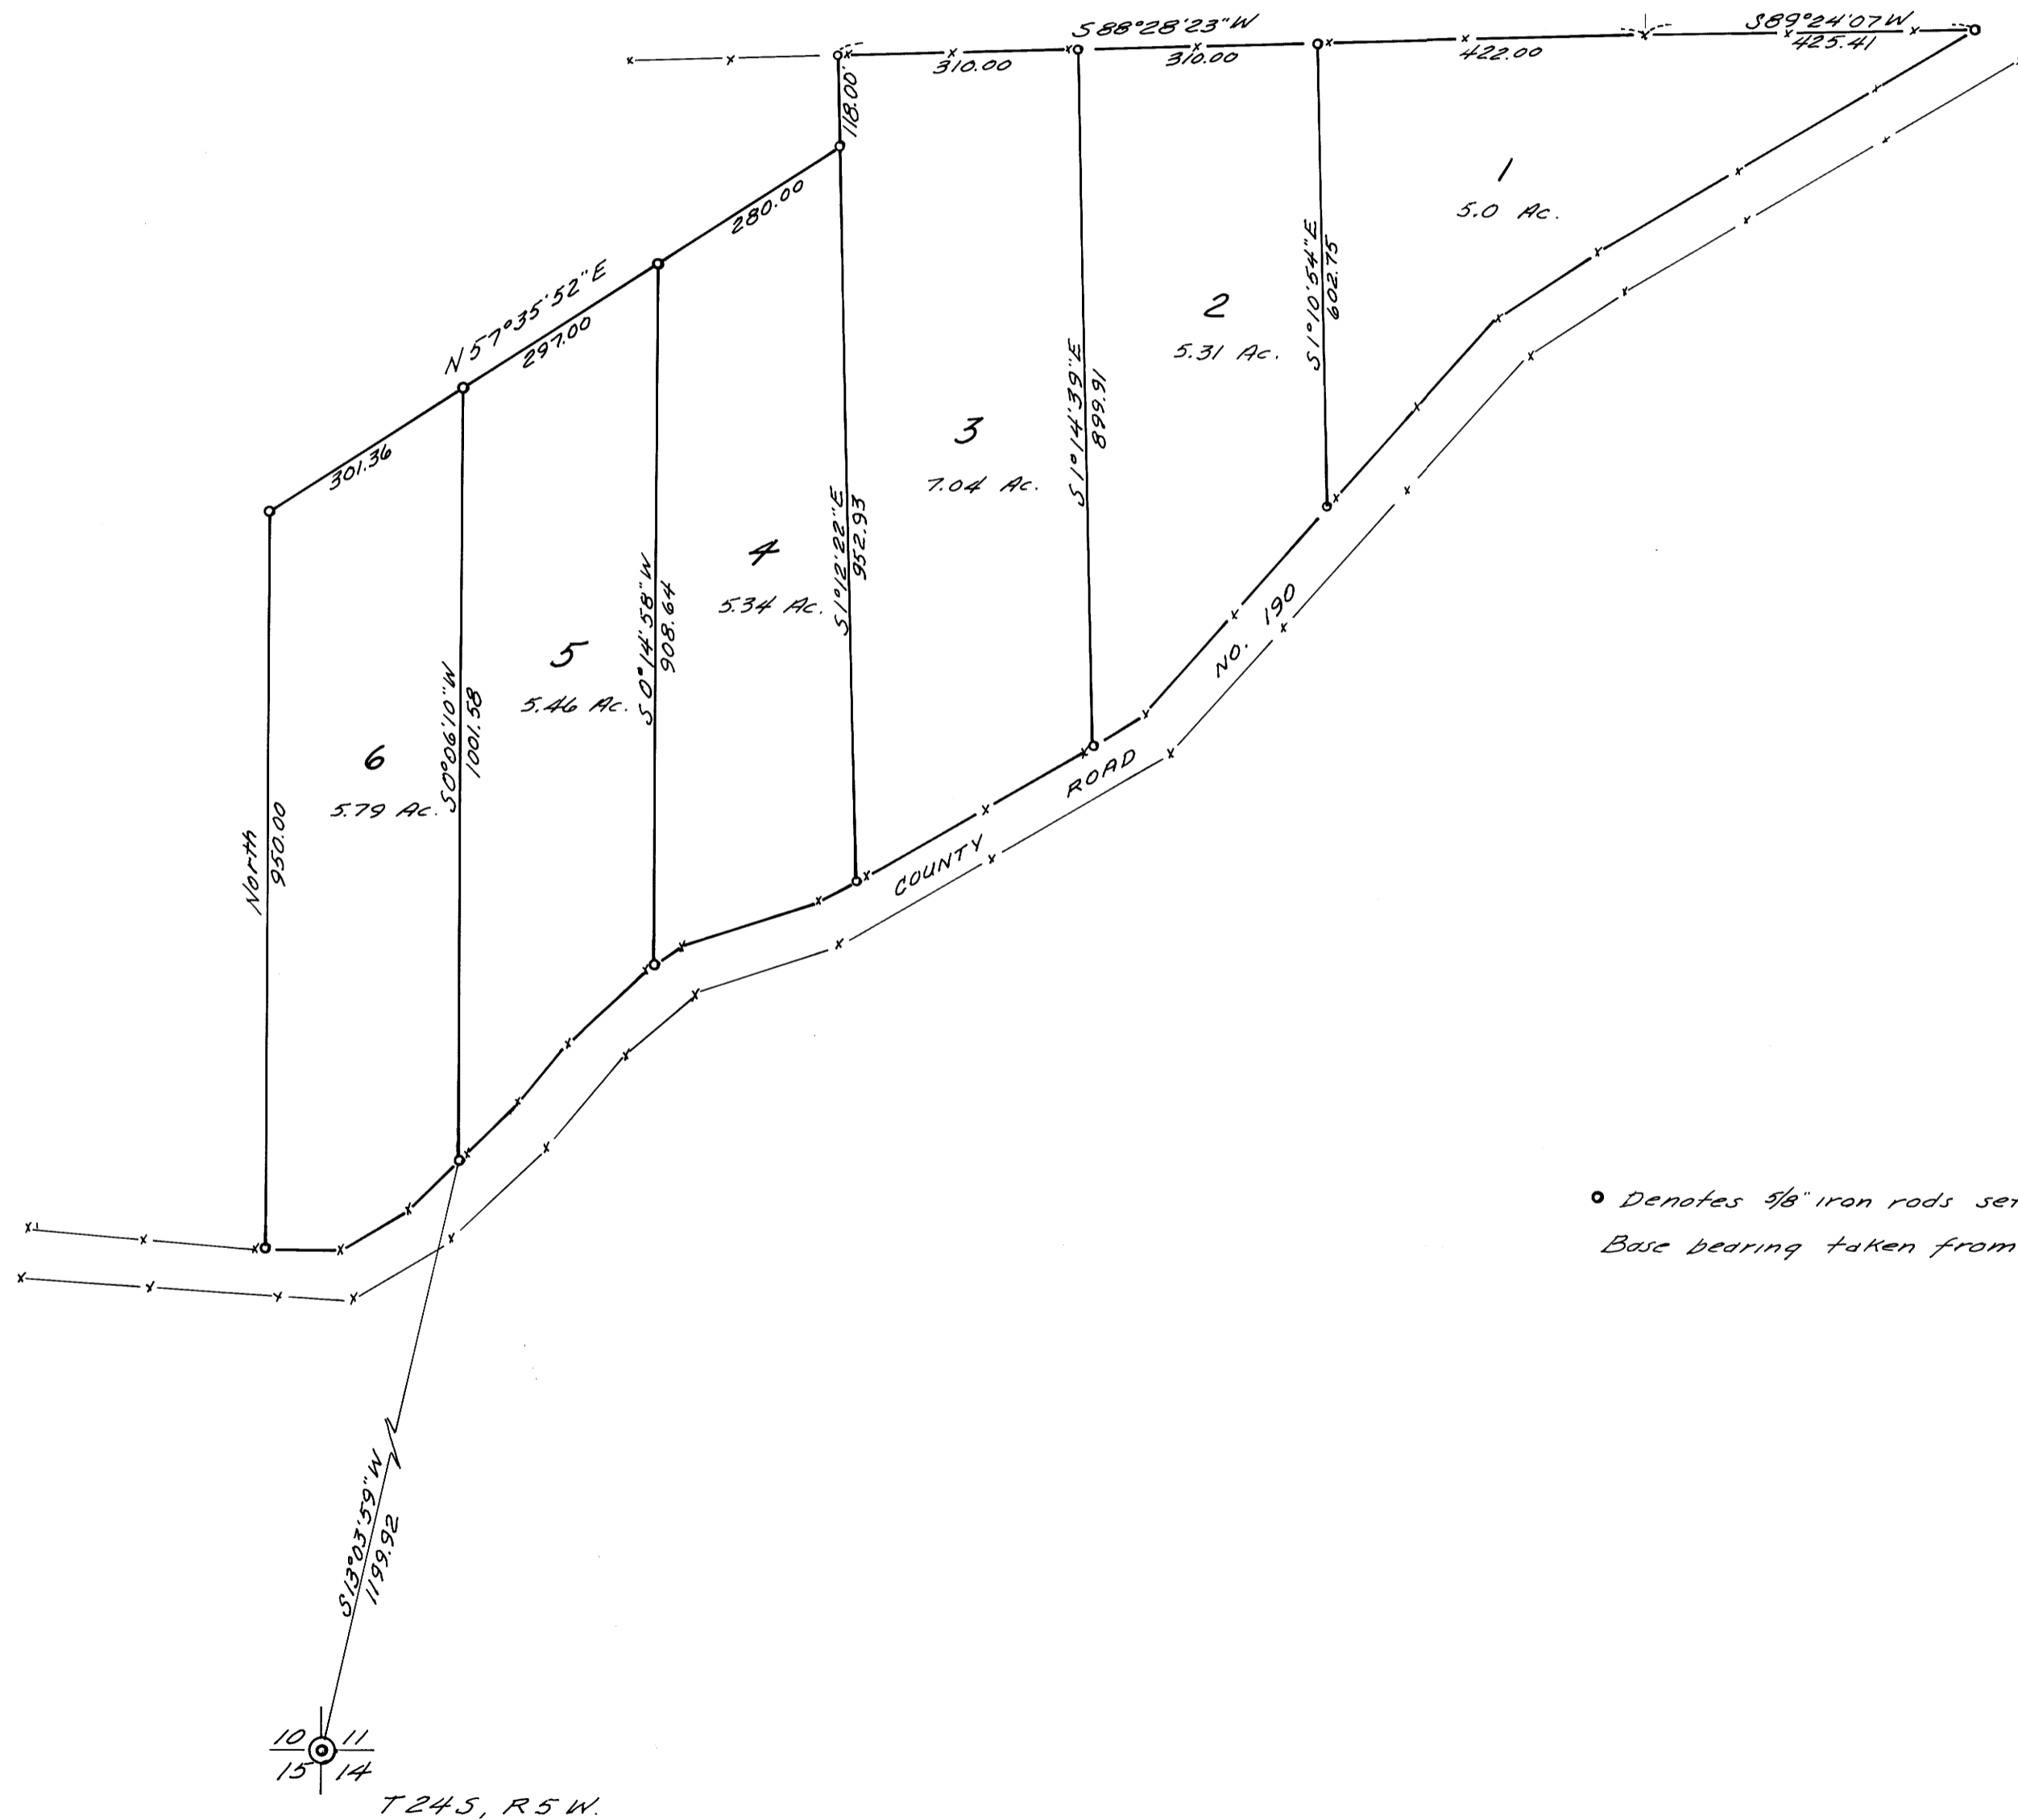 S88°28'23"W
S89°24'07W
310.00
310.00
422.00
425.41
118.00'
280.00
N57°35'52"E
297.00
301.36
1
5.0 Ac.
S1°10'54"E
602.75
2
5.31 Ac.
S1°14'39"E
899.91
3
7.04 Ac.
S1°12'22"E
952.93
4
5.34 Ac.
S0°14'58"W
908.64
5
5.46 Ac.
S0°06'10"W
1001.58
6
5.79 Ac.
North
950.00
COUNTY ROAD NO. 190
Denotes 5/8" iron rods set
Base bearing taken from
S13°03'59"W
1199.92
10 11
15 14
T24S, R5W.